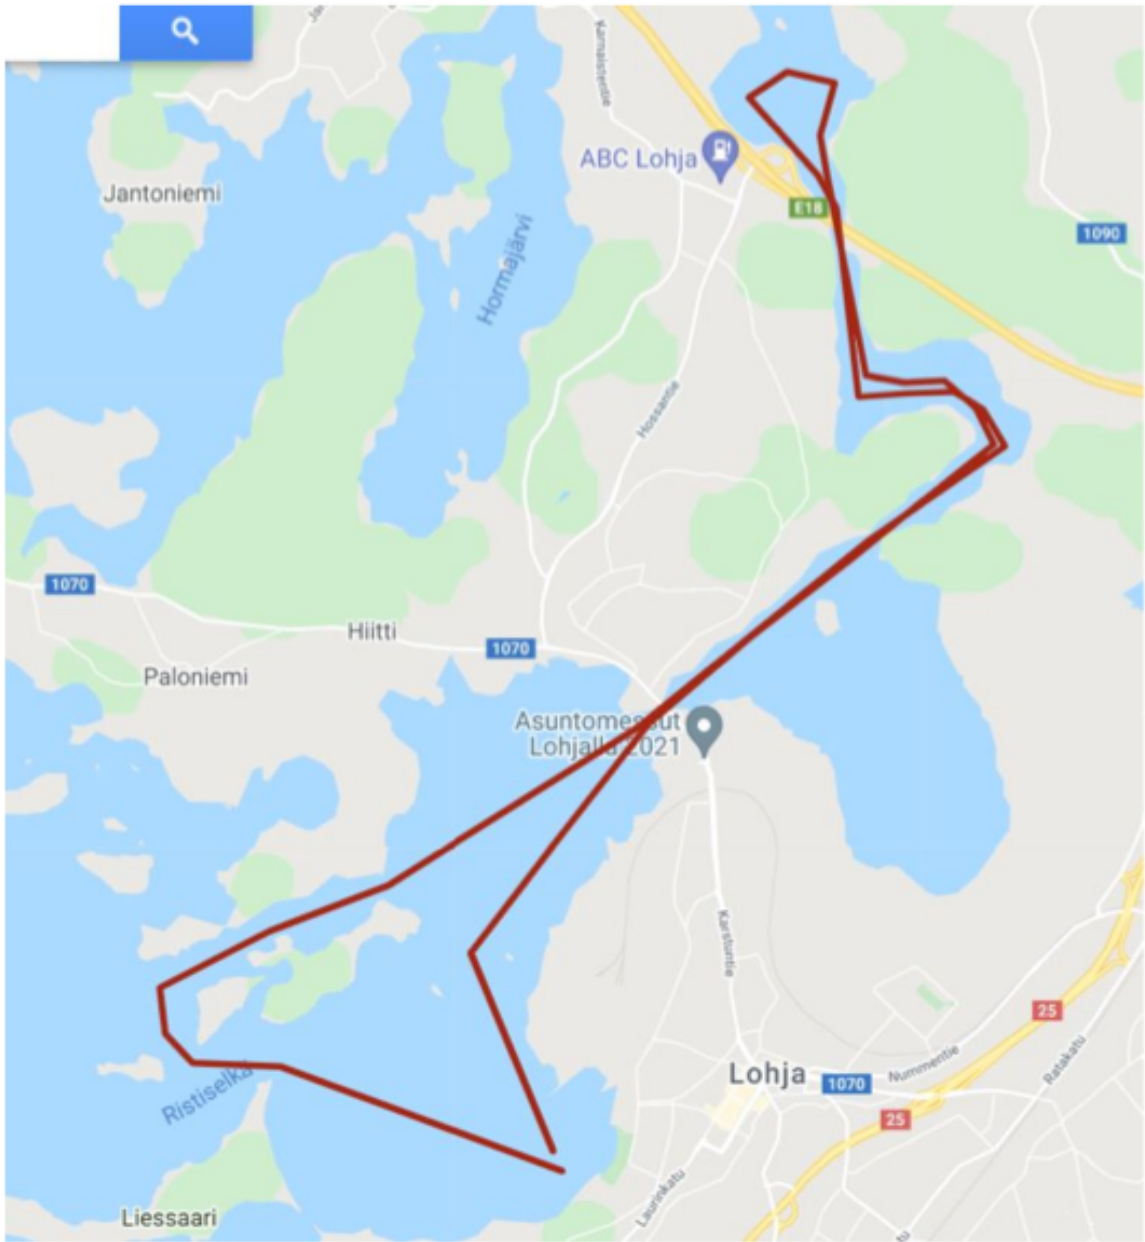 Karnaistentie
ABC Lohja
Jantoniemi
E18
1090
Hormajärvi
Hossantie
1070
Hiitti
1070
Paloniemi
Asuntomessut
Lohjalla 2021
Karstuntie
25
Ristiselkä
Lohja
1070
Nummentie
Ratakatu
25
Laurinkatu
Liessaari